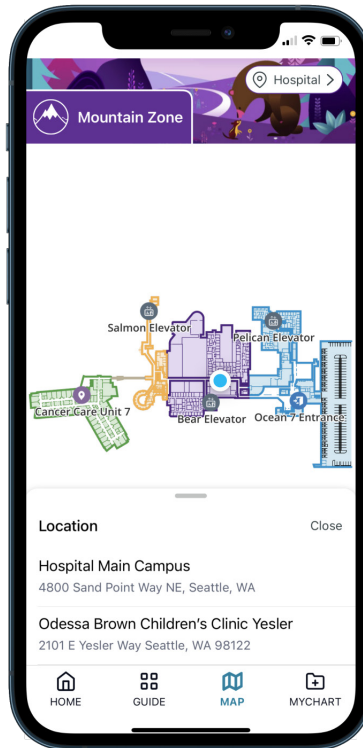 Hospital
Mountain Zone
Salmon Elevator
Pelican Elevator
Cancer Care Unit 7
Bear Elevator
Ocean 7 Entrance
Location
Close
Hospital Main Campus
4800 Sand Point Way NE, Seattle, WA
Odessa Brown Children’s Clinic Yesler
2101 E Yesler Way Seattle, WA 98122
HOME
GUIDE
MAP
MYCHART